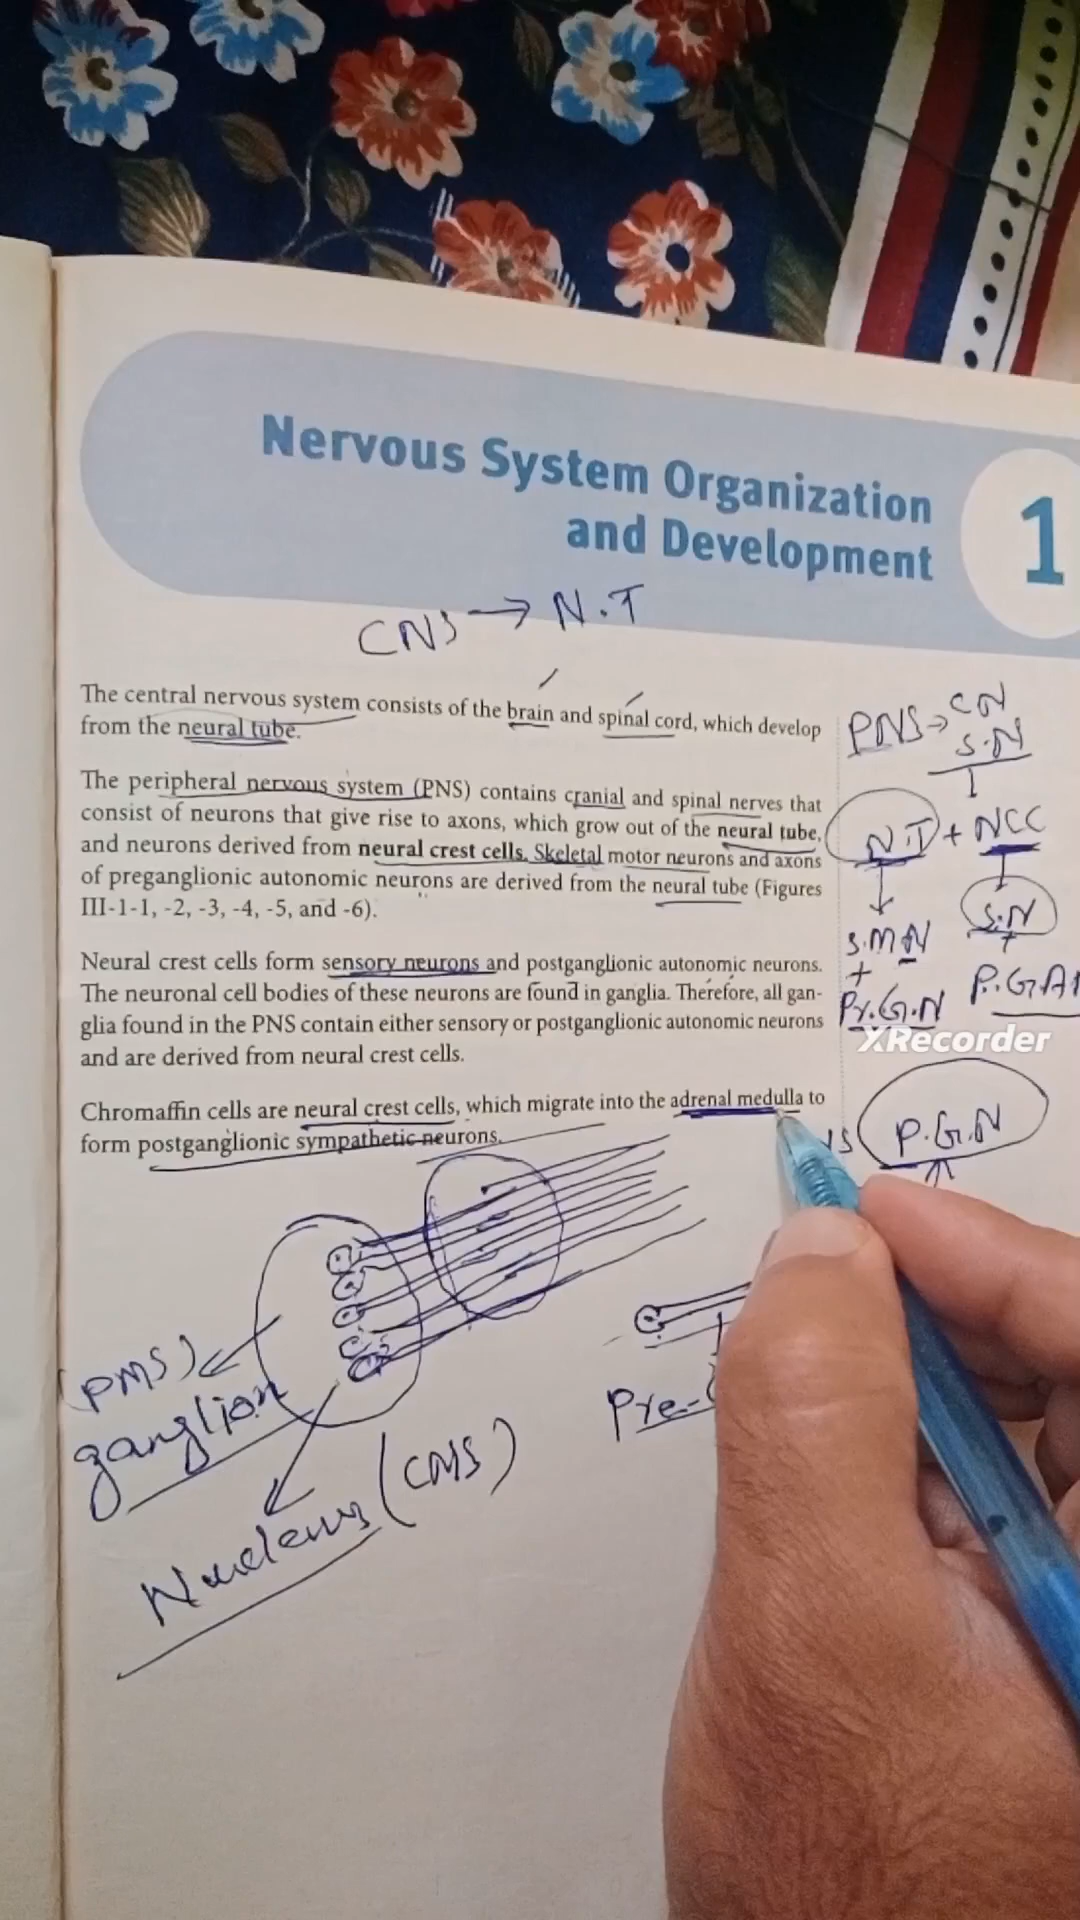 Nervous System Organization
and Development
1
CNS → N.T
The central nervous system consists of the brain and spinal cord, which develop
from the neural tube.
The peripheral nervous system (PNS) contains cranial and spinal nerves that
consist of neurons that give rise to axons, which grow out of the neural tube,
and neurons derived from neural crest cells. Skeletal motor neurons and axons
of preganglionic autonomic neurons are derived from the neural tube (Figures
III-1-1, -2, -3, -4, -5, and -6).
Neural crest cells form sensory neurons and postganglionic autonomic neurons.
The neuronal cell bodies of these neurons are found in ganglia. Therefore, all gan-
glia found in the PNS contain either sensory or postganglionic autonomic neurons
and are derived from neural crest cells.
Chromaffin cells are neural crest cells, which migrate into the adrenal medulla to
form postganglionic sympathetic neurons.
PNS → CN
S.N
N.T + NCC
S.M.N
S.N
+
+
Pr.G.N
P.G.A
XRecorder
P.G.N
(PNS)
ganglion
Nucleus (CNS)
Pre-